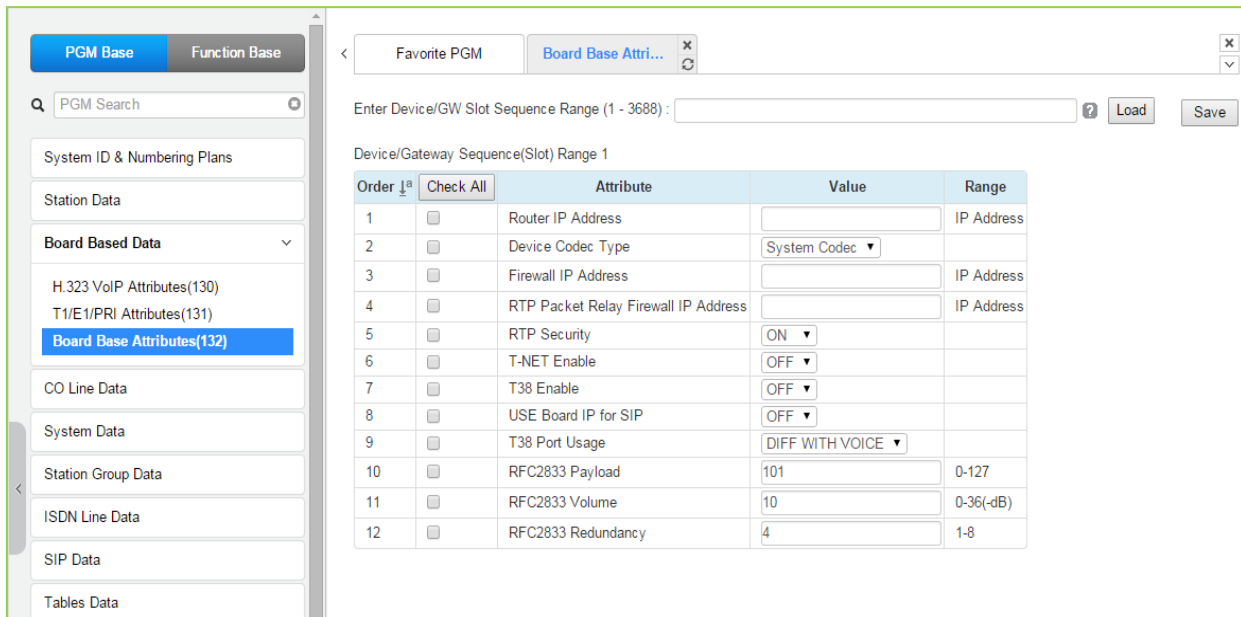 PGM Base Function Base
PGM Search
System ID & Numbering Plans
Station Data
Board Based Data
H.323 VoIP Attributes(130)
T1/E1/PRI Attributes(131)
Board Base Attributes(132)
CO Line Data
System Data
Station Group Data
ISDN Line Data
SIP Data
Tables Data
Favorite PGM Board Base Attri...
Enter Device/GW Slot Sequence Range (1 - 3688) : Load Save
Device/Gateway Sequence(Slot) Range 1
Order Check All Attribute Value Range
1 Router IP Address IP Address
2 Device Codec Type System Codec
3 Firewall IP Address IP Address
4 RTP Packet Relay Firewall IP Address IP Address
5 RTP Security ON
6 T-NET Enable OFF
7 T38 Enable OFF
8 USE Board IP for SIP OFF
9 T38 Port Usage DIFF WITH VOICE
10 RFC2833 Payload 101 0-127
11 RFC2833 Volume 10 0-36(-dB)
12 RFC2833 Redundancy 4 1-8